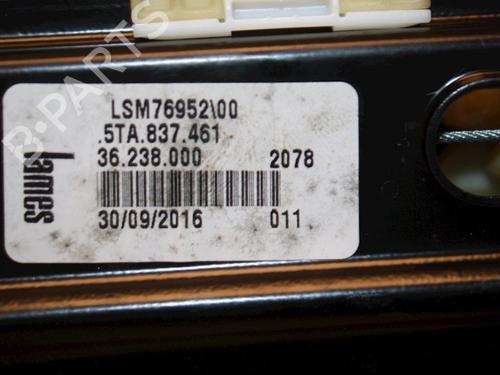 B-PARTS
LSM76952\00
.5TA.837.461
36.238.000 2078
30/09/2016 011
Lames